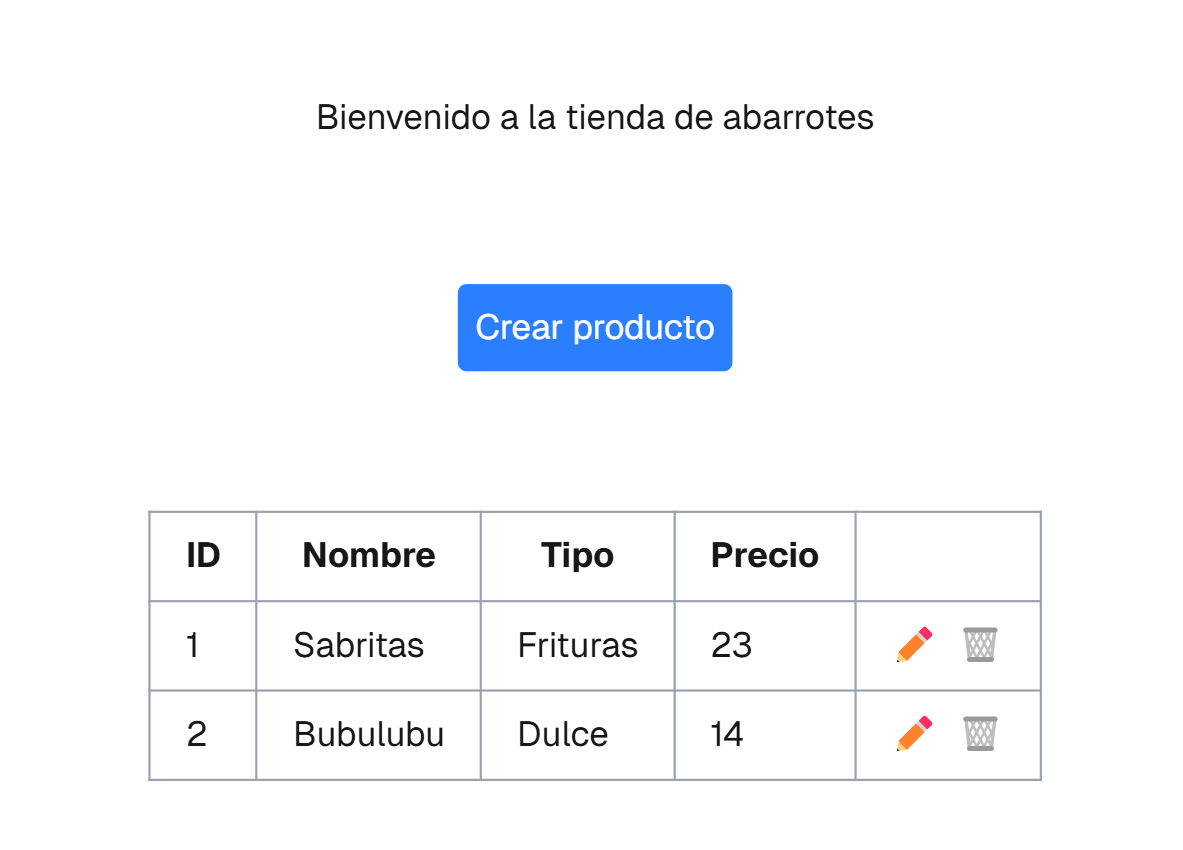 Bienvenido a la tienda de abarrotes
Crear producto
ID Nombre Tipo Precio
1 Sabritas Frituras 23
2 Bubulubu Dulce 14